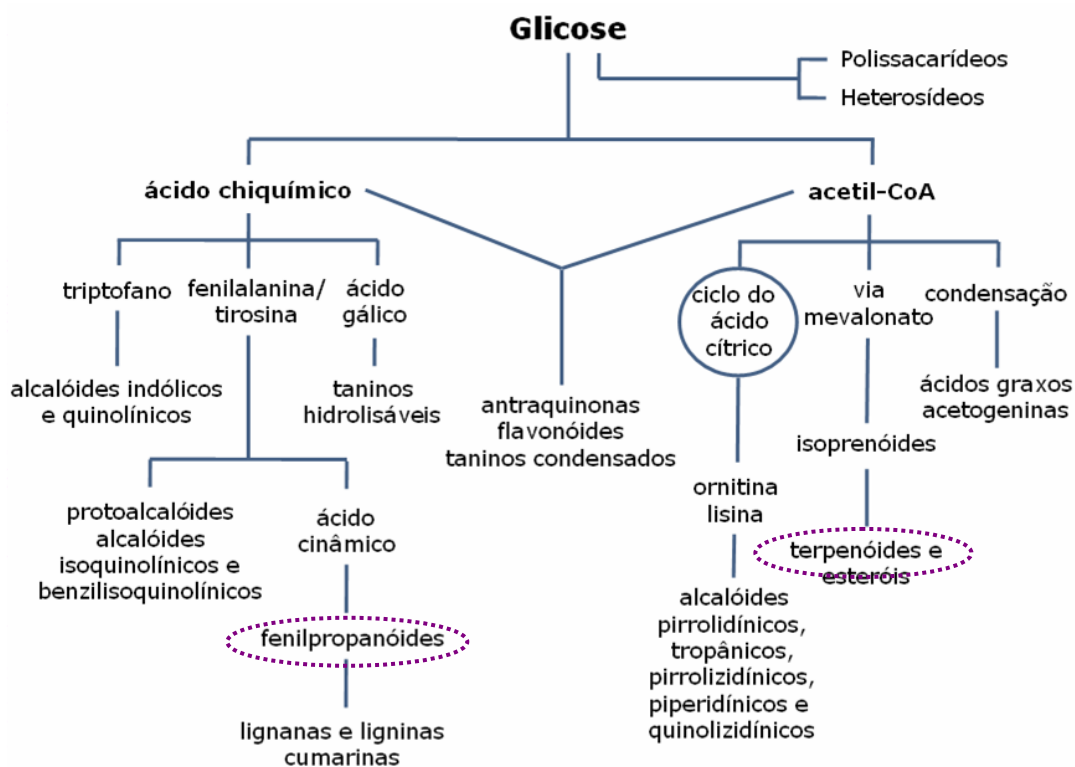 Glicose
Polissacarídeos
Heterosídeos
ácido chiquímico
acetil-CoA
triptofano
fenilalanina/
tirosina
ácido
gálico
ciclo do
ácido
cítrico
via
mevalonato
condensação
alcalóides indólicos
e quinolínicos
taninos
hidrolisáveis
antraquinonas
flavonóides
taninos condensados
ácidos graxos
acetogeninas
isoprenóides
ornitina
lisina
protoalcalóides
alcalóides
isoquinolínicos e
benzilisoquinolínicos
ácido
cinâmico
terpenóides e
esteróis
fenilpropanóides
alcalóides
pirrolidínicos,
tropânicos,
pirrolizidínicos,
piperidínicos e
quinolizidínicos
lignanas e ligninas
cumarinas